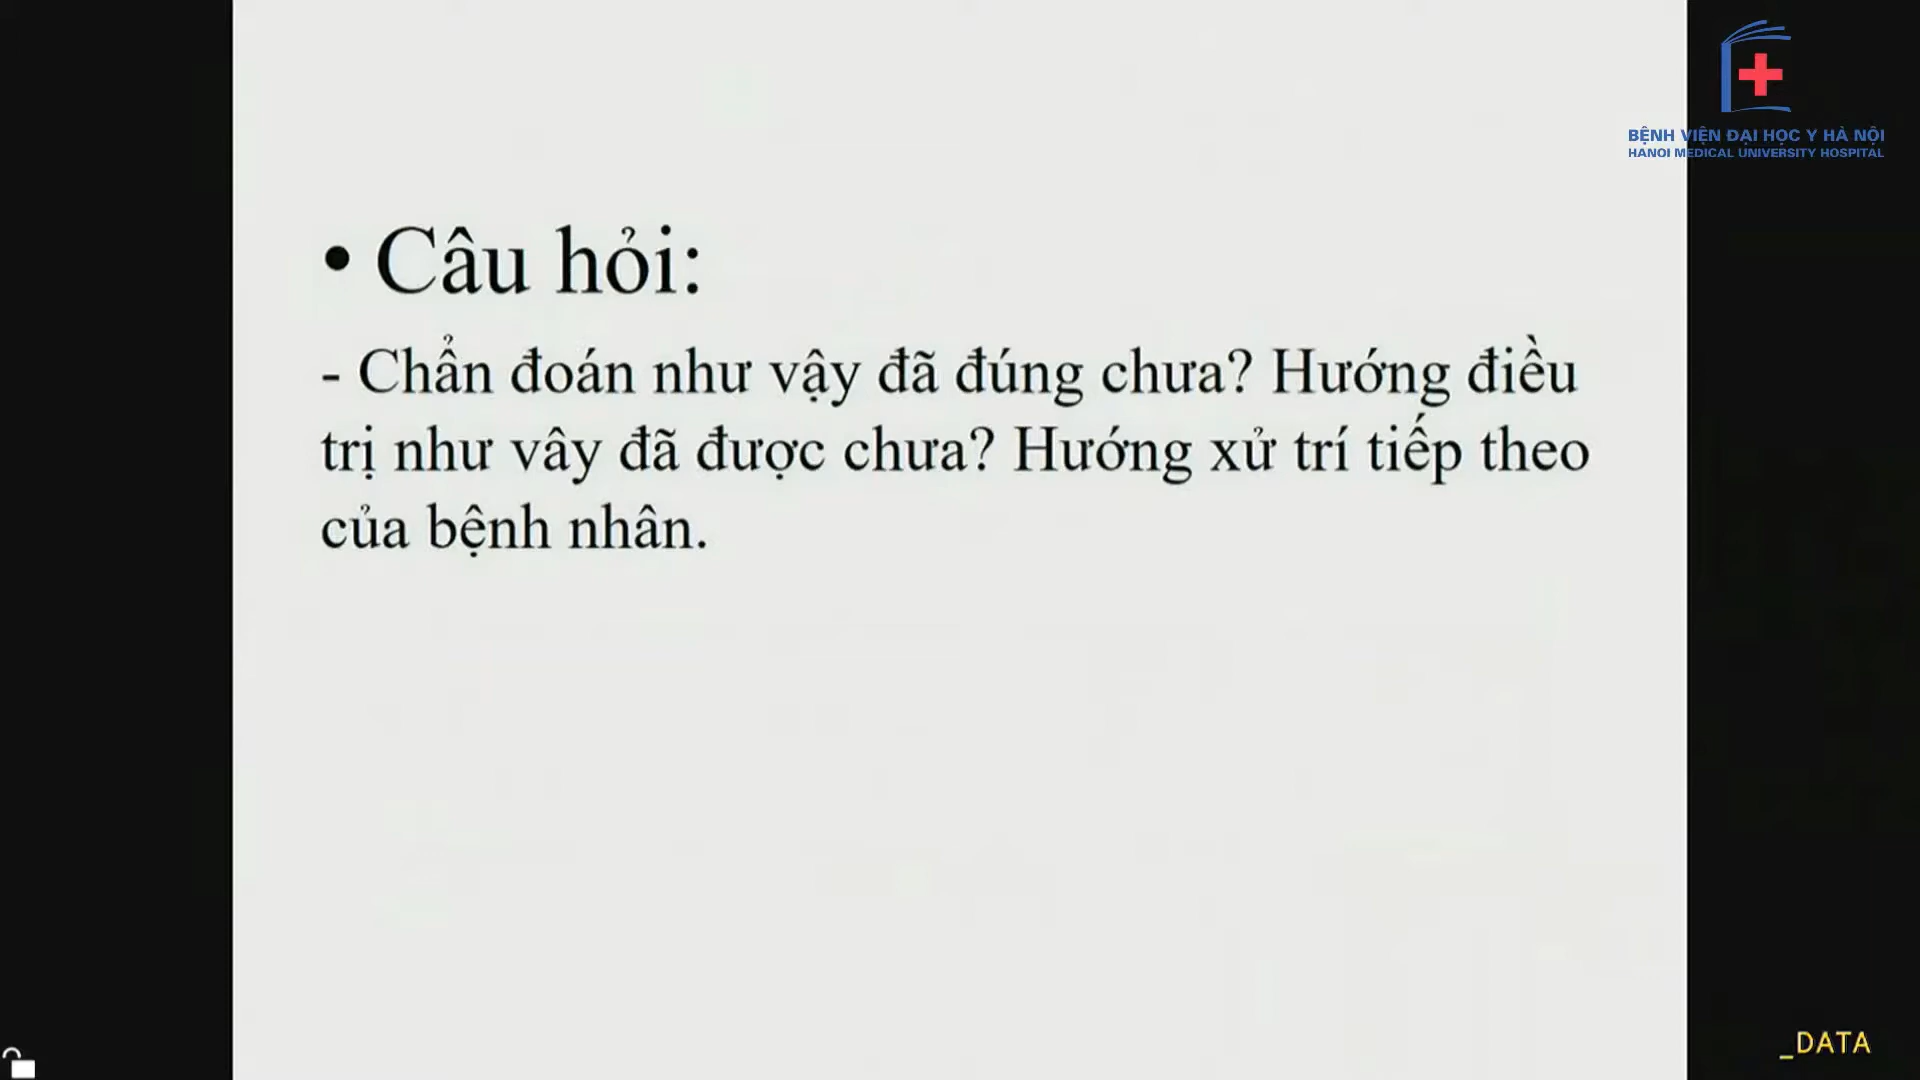 BỆNH VIỆN ĐẠI HỌC Y HÀ NỘI
HANOI MEDICAL UNIVERSITY HOSPITAL
• Câu hỏi:
- Chẩn đoán như vậy đã đúng chưa? Hướng điều
trị như vây đã được chưa? Hướng xử trí tiếp theo
của bệnh nhân.
_DATA